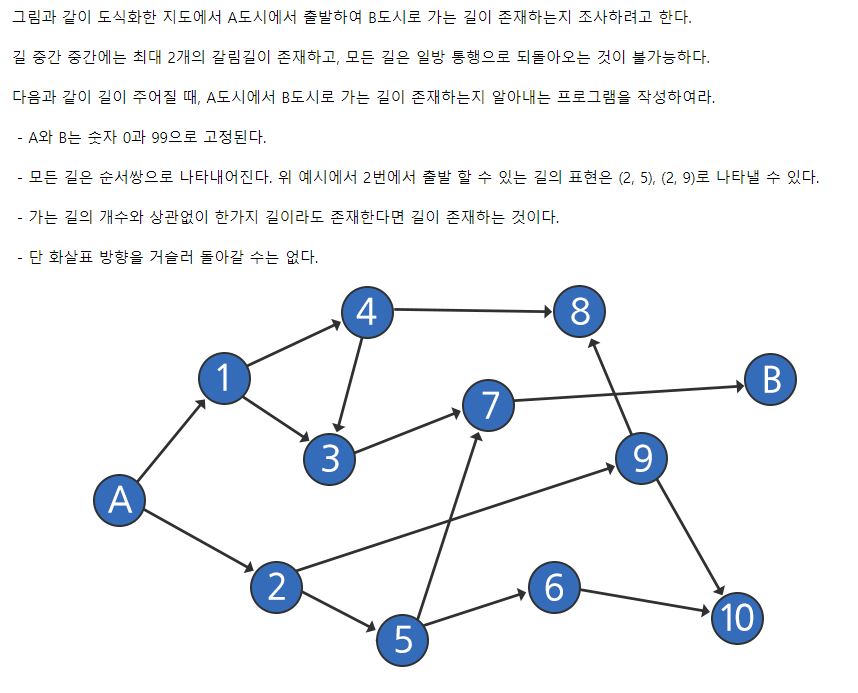 그림과 같이 도식화한 지도에서 A도시에서 출발하여 B도시로 가는 길이 존재하는지 조사하려고 한다.
길 중간 중간에는 최대 2개의 갈림길이 존재하고, 모든 길은 일방 통행으로 되돌아오는 것이 불가능하다.
다음과 같이 길이 주어질 때, A도시에서 B도시로 가는 길이 존재하는지 알아내는 프로그램을 작성하여라.
- A와 B는 숫자 0과 99으로 고정된다.
- 모든 길은 순서쌍으로 나타내어진다. 위 예시에서 2번에서 출발 할 수 있는 길의 표현은 (2, 5), (2, 9)로 나타낼 수 있다.
- 가는 길의 개수와 상관없이 한가지 길이라도 존재한다면 길이 존재하는 것이다.
- 단 화살표 방향을 거슬러 돌아갈 수는 없다.
4
8
1
B
7
3
9
A
2
6
10
5